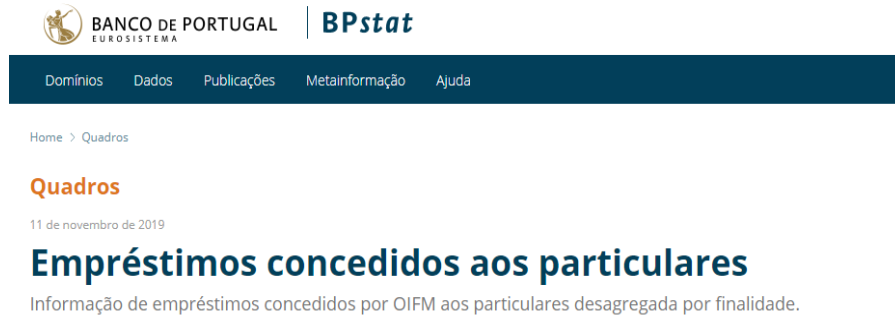 BANCO DE PORTUGAL
EUROSISTEMA
BPstat
Domínios Dados Publicações Metainformação Ajuda
Home > Quadros
Quadros
11 de novembro de 2019
Empréstimos concedidos aos particulares
Informação de empréstimos concedidos por OIFM aos particulares desagregada por finalidade.